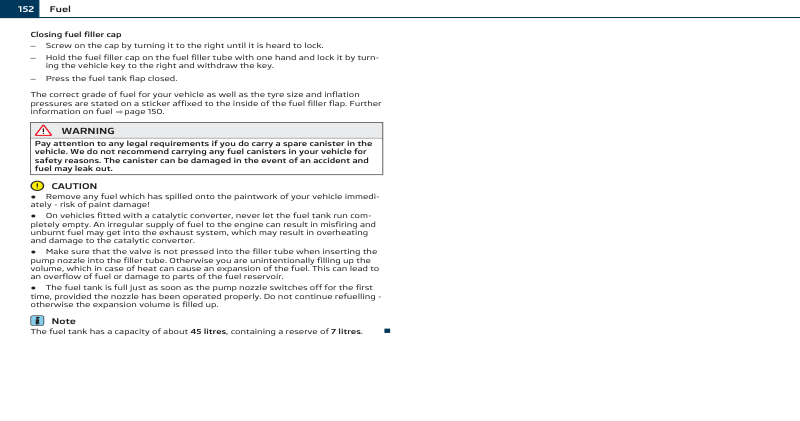 152 Fuel
Closing fuel filler cap
– Screw on the cap by turning it to the right until it is heard to lock.
– Hold the fuel filler cap on the fuel filler tube with one hand and lock it by turn-
ing the vehicle key to the right and withdraw the key.
– Press the fuel tank flap closed.
The correct grade of fuel for your vehicle as well as the tyre size and inflation
pressures are stated on a sticker affixed to the inside of the fuel filler flap. Further
information on fuel ⇒ page 150.
WARNING
Pay attention to any legal requirements if you do carry a spare canister in the
vehicle. We do not recommend carrying any fuel canisters in your vehicle for
safety reasons. The canister can be damaged in the event of an accident and
fuel may leak out.
CAUTION
● Remove any fuel which has spilled onto the paintwork of your vehicle immedi-
ately - risk of paint damage!
● On vehicles fitted with a catalytic converter, never let the fuel tank run com-
pletely empty. An irregular supply of fuel to the engine can result in misfiring and
unburnt fuel may get into the exhaust system, which may result in overheating
and damage to the catalytic converter.
● Make sure that the valve is not pressed into the filler tube when inserting the
pump nozzle into the filler tube. Otherwise you are unintentionally filling up the
volume, which in case of heat can cause an expansion of the fuel. This can lead to
an overflow of fuel or damage to parts of the fuel reservoir.
● The fuel tank is full just as soon as the pump nozzle switches off for the first
time, provided the nozzle has been operated properly. Do not continue refuelling -
otherwise the expansion volume is filled up.
Note
The fuel tank has a capacity of about 45 litres, containing a reserve of 7 litres.